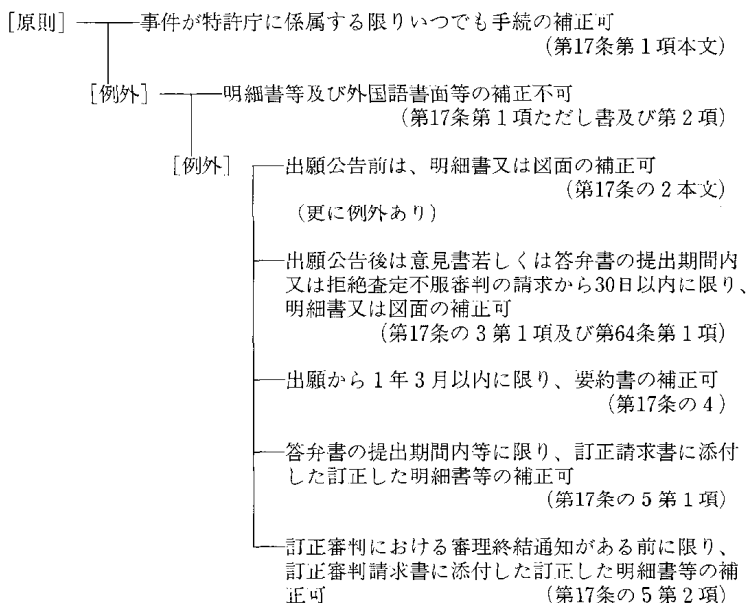 [原則] 事件が特許庁に係属する限りいつでも手続の補正可
(第17条第1項本文)
[例外] 明細書等及び外国語書面等の補正不可
(第17条第1項ただし書及び第2項)
[例外] 出願公告前は、明細書又は図面の補正可
(第17条の2本文)
(更に例外あり)
出願公告後は意見書若しくは答弁書の提出期間内
又は拒絶査定不服審判の請求から30日以内に限り、
明細書又は図面の補正可
(第17条の3第1項及び第64条第1項)
出願から1年3月以内に限り、要約書の補正可
(第17条の4)
答弁書の提出期間内等に限り、訂正請求書に添付
した訂正した明細書等の補正可
(第17条の5第1項)
訂正審判における審理終結通知がある前に限り、
訂正審判請求書に添付した訂正した明細書等の補
正可 (第17条の5第2項)